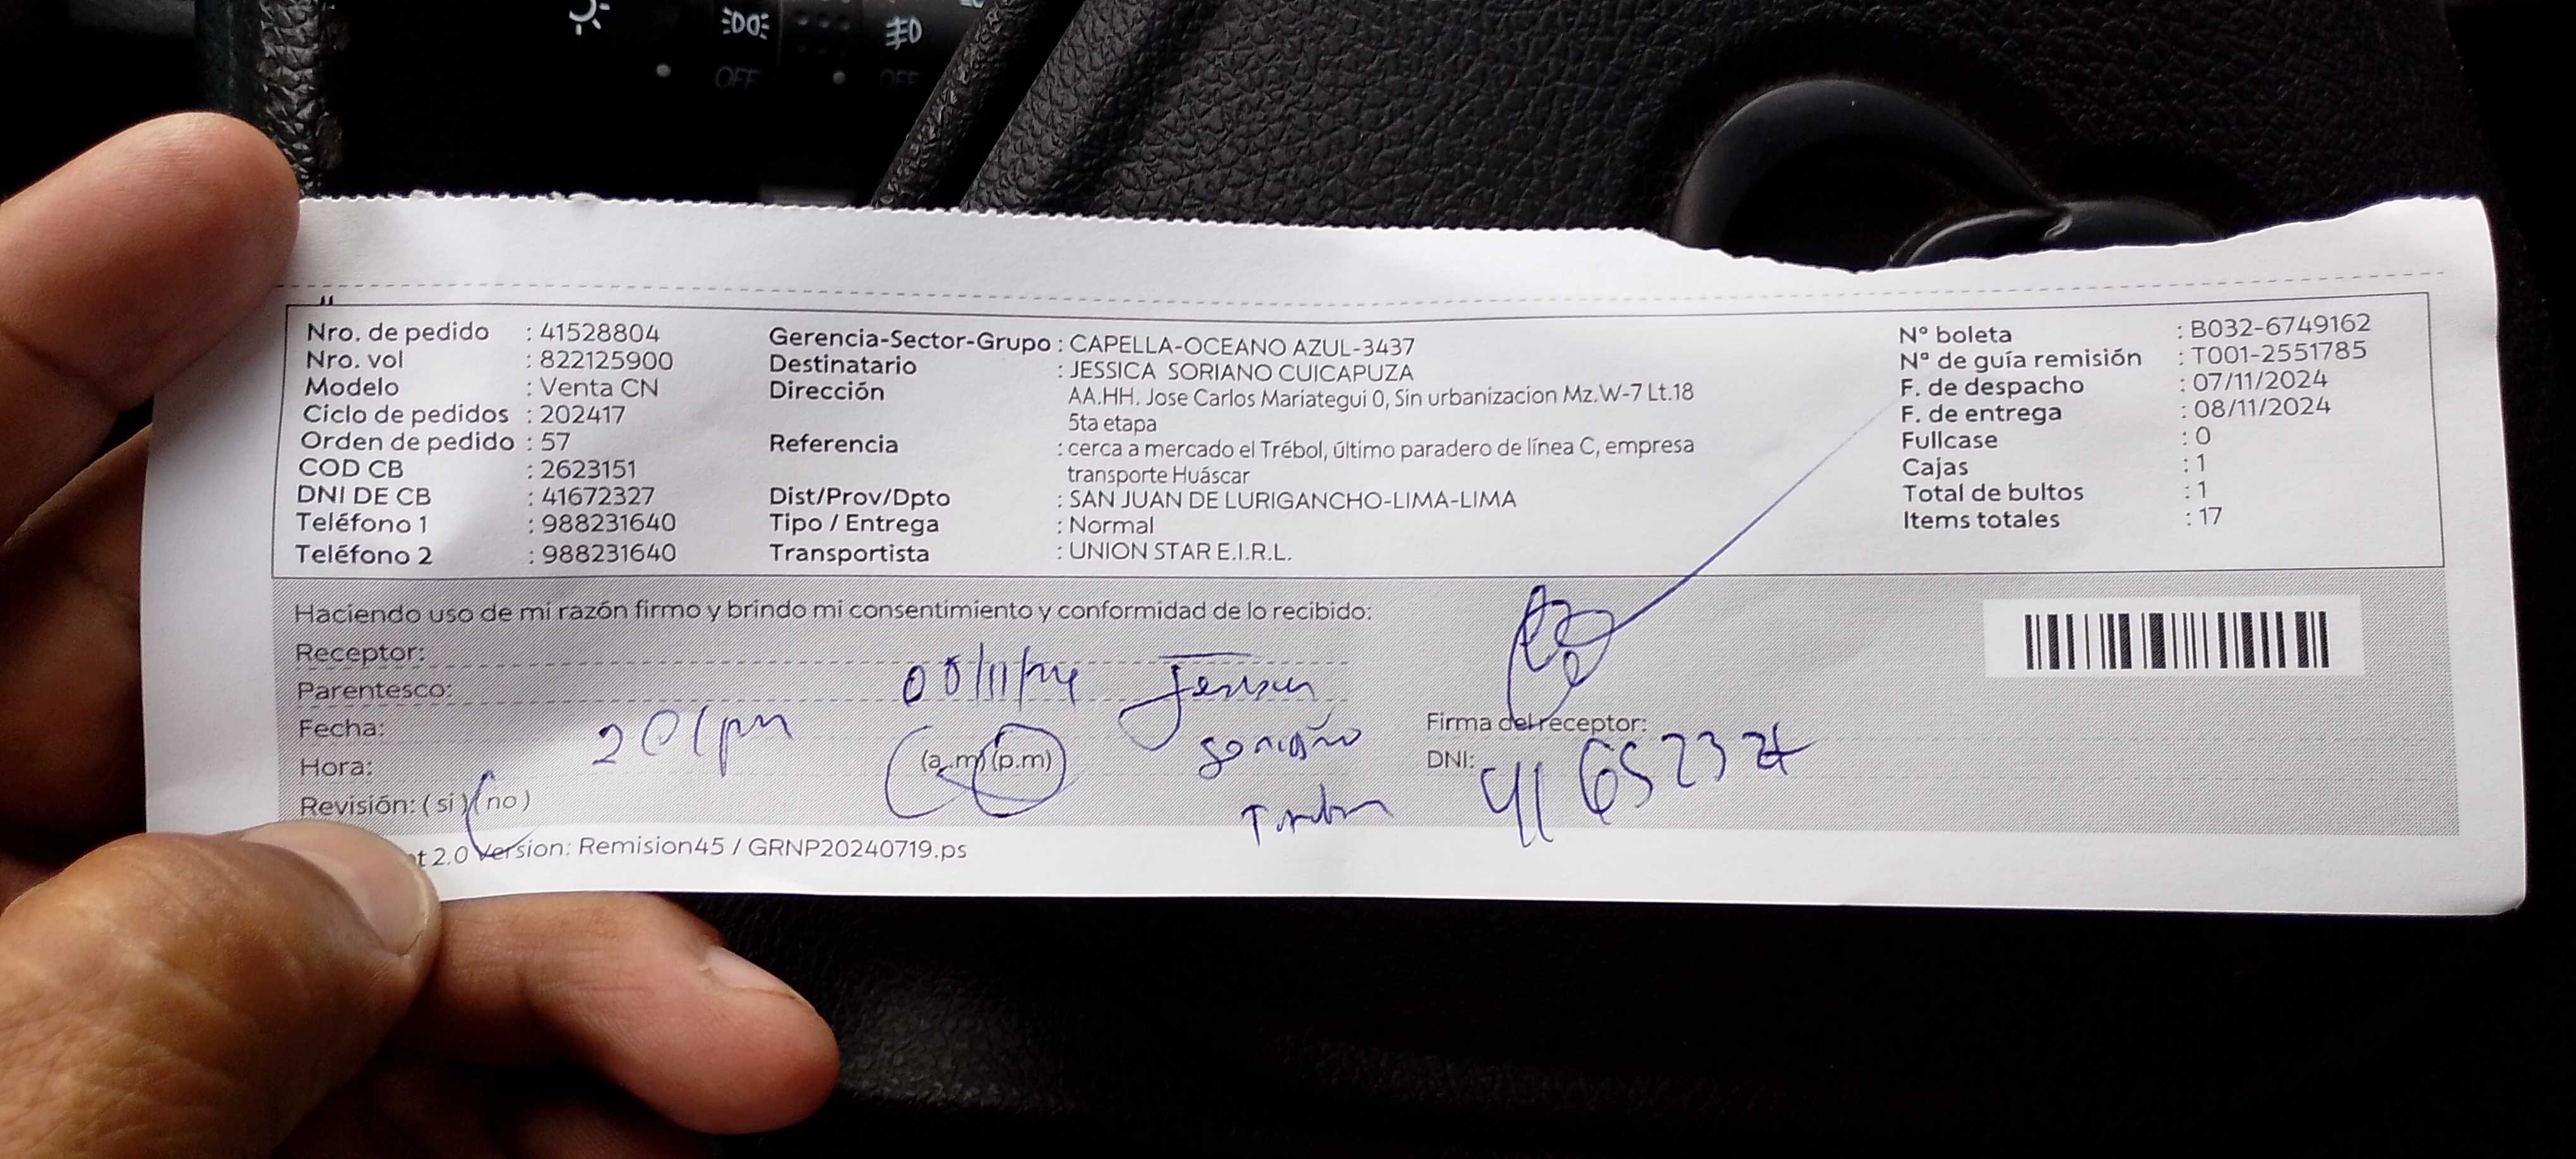 OFF OFF
Nro. de pedido : 41528804
Nro. vol : 822125900
Modelo : Venta CN
Ciclo de pedidos : 202417
Orden de pedido : 57
COD CB : 2623151
DNI DE CB : 41672327
Teléfono 1 : 988231640
Teléfono 2 : 988231640
Gerencia-Sector-Grupo : CAPELLA-OCEANO AZUL-3437
Destinatario : JESSICA SORIANO CUICAPUZA
Dirección AA.HH. Jose Carlos Mariategui 0, Sin urbanizacion Mz.W-7 Lt.18
5ta etapa
Referencia : cerca a mercado el Trébol, último paradero de línea C, empresa
transporte Huáscar
Dist/Prov/Dpto : SAN JUAN DE LURIGANCHO-LIMA-LIMA
Tipo / Entrega : Normal
Transportista : UNION STAR E.I.R.L.
N° boleta : B032-6749162
Nª de guía remisión : T001-2551785
F. de despacho : 07/11/2024
F. de entrega : 08/11/2024
Fullcase : 0
Cajas : 1
Total de bultos : 1
Items totales : 17
Haciendo uso de mi razón firmo y brindo mi consentimiento y conformidad de lo recibido:
Receptor:
Parentesco:
Fecha:
Hora: (a.m) (p.m)
Revisión: (si) (no)
Soriano
Firma del receptor:
DNI:
2.0 Version: Remision45 / GRNP20240719.ps